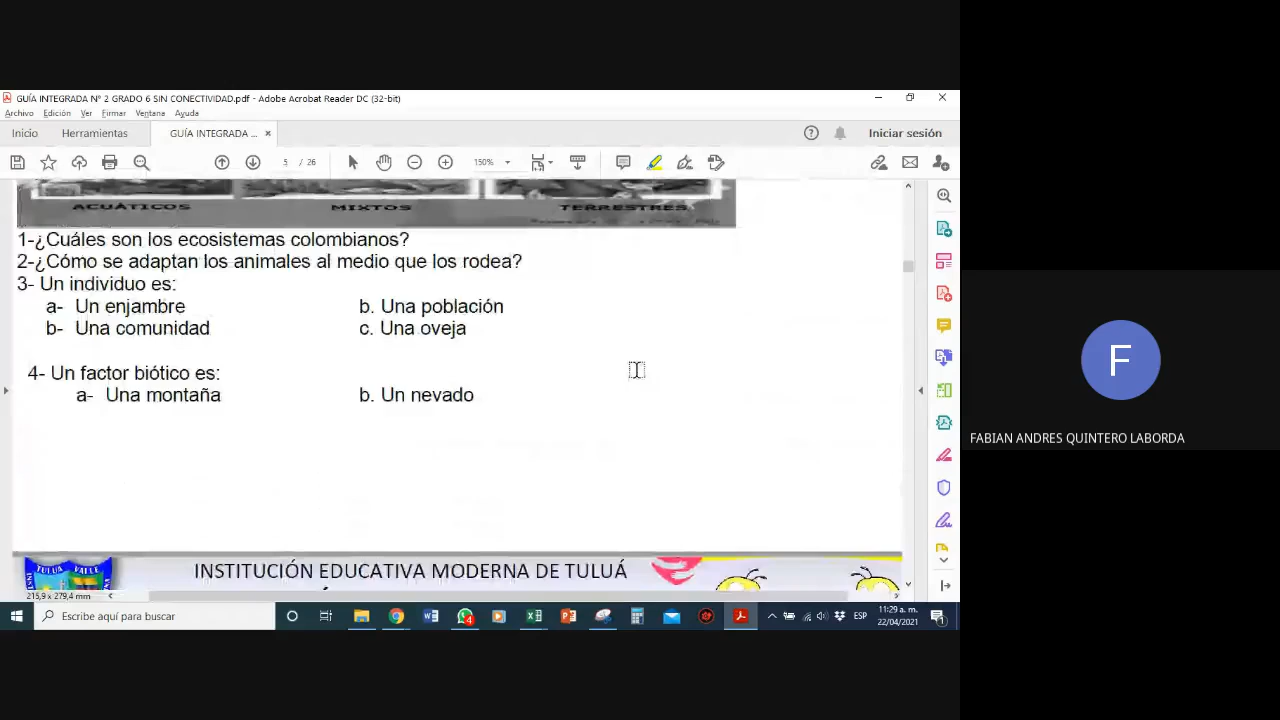 GUÍA INTEGRADA N° 2 GRADO 6 SIN CONECTIVIDAD.pdf - Adobe Acrobat Reader DC (32-bit)
Archivo Edición Ver Firmar Ventana Ayuda
Inicio Herramientas GUÍA INTEGRADA ... × Iniciar sesión
5 / 26 150%
ACUÁTICOS MIXTOS TERRESTRES
1-¿Cuáles son los ecosistemas colombianos?
2-¿Cómo se adaptan los animales al medio que los rodea?
3- Un individuo es:
a- Un enjambre b. Una población
b- Una comunidad c. Una oveja
4- Un factor biótico es:
a- Una montaña b. Un nevado
F
FABIAN ANDRES QUINTERO LABORDA
TULUÁ VALLE
INSTITUCIÓN EDUCATIVA MODERNA DE TULUÁ
215,9 x 279,4 mm
Escribe aquí para buscar
4
ESP
11:29 a. m.
22/04/2021
1